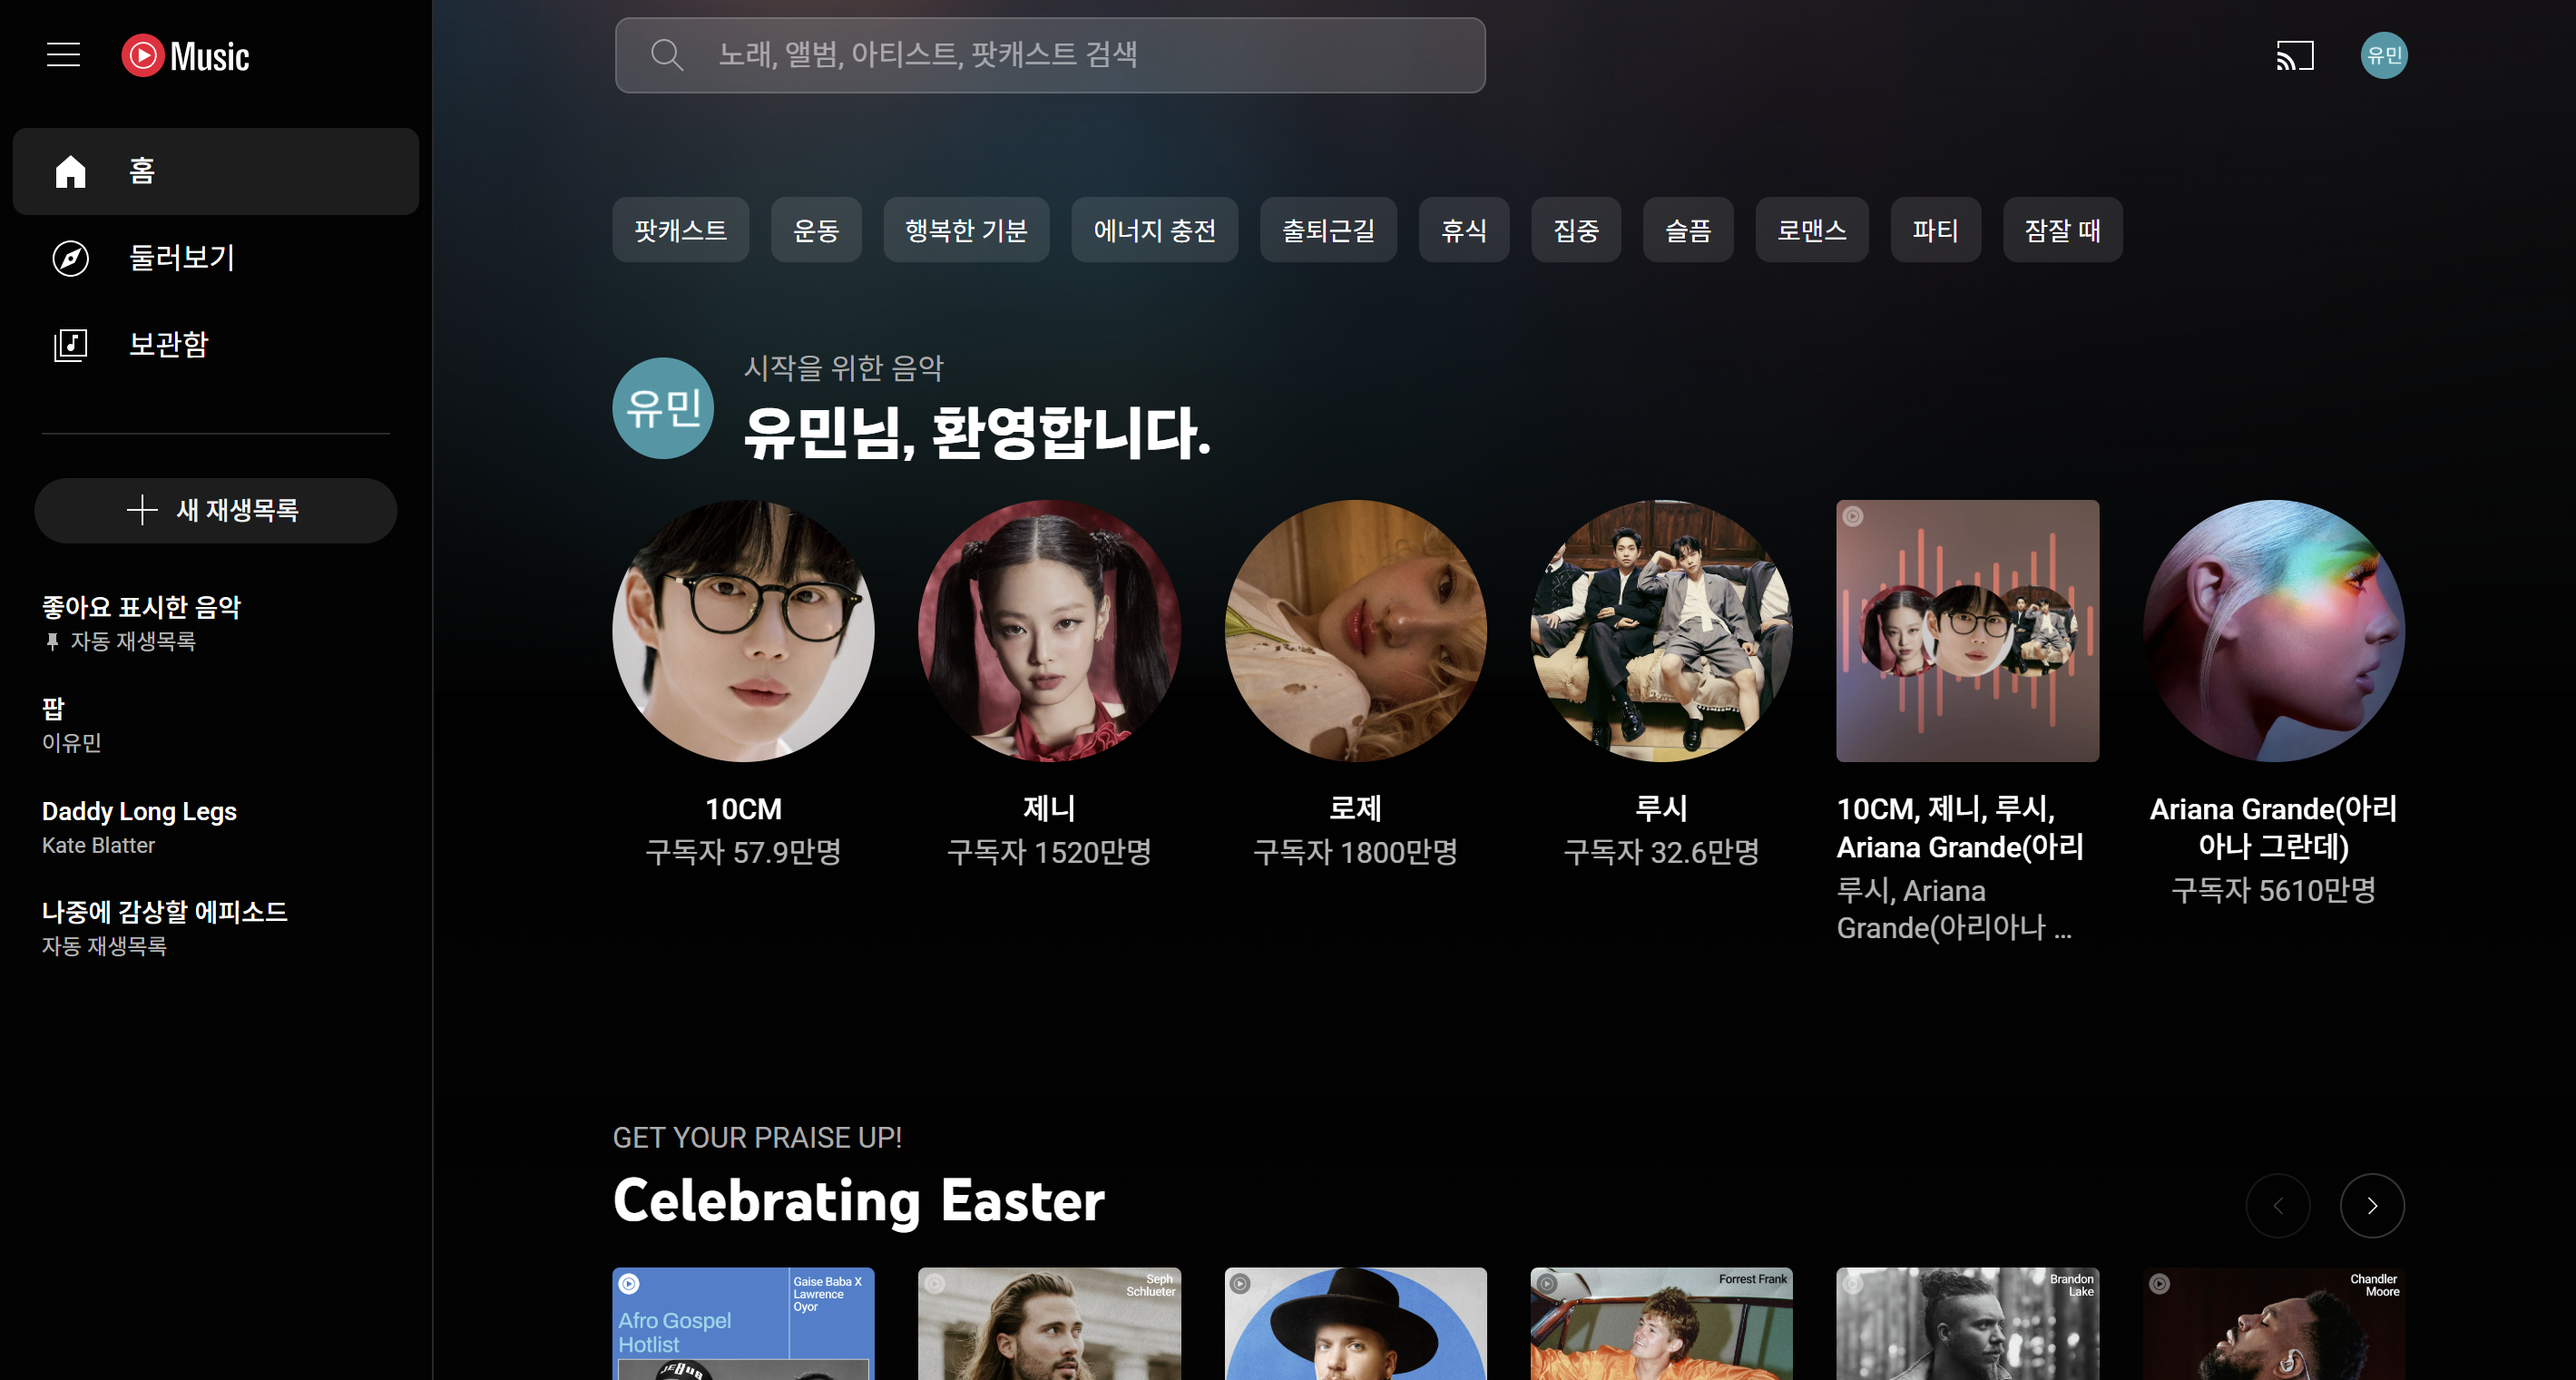 Music
노래, 앨범, 아티스트, 팟캐스트 검색
유민
홈
둘러보기
보관함
새 재생목록
좋아요 표시한 음악
자동 재생목록
팝
이유민
Daddy Long Legs
Kate Blatter
나중에 감상할 에피소드
자동 재생목록
팟캐스트
운동
행복한 기분
에너지 충전
출퇴근길
휴식
집중
슬픔
로맨스
파티
잠잘 때
유민
시작을 위한 음악
유민님, 환영합니다.
10CM
구독자 57.9만명
제니
구독자 1520만명
로제
구독자 1800만명
루시
구독자 32.6만명
10CM, 제니, 루시,
Ariana Grande(아리
루시, Ariana
Grande(아리아나 ...
Ariana Grande(아리
아나 그란데)
구독자 5610만명
GET YOUR PRAISE UP!
Celebrating Easter
Afro Gospel
Hotlist
Gaise Baba X
Lawrence
Oyor
Seph
Schlueter
Forrest Frank
Brandon
Lake
Chandler
Moore